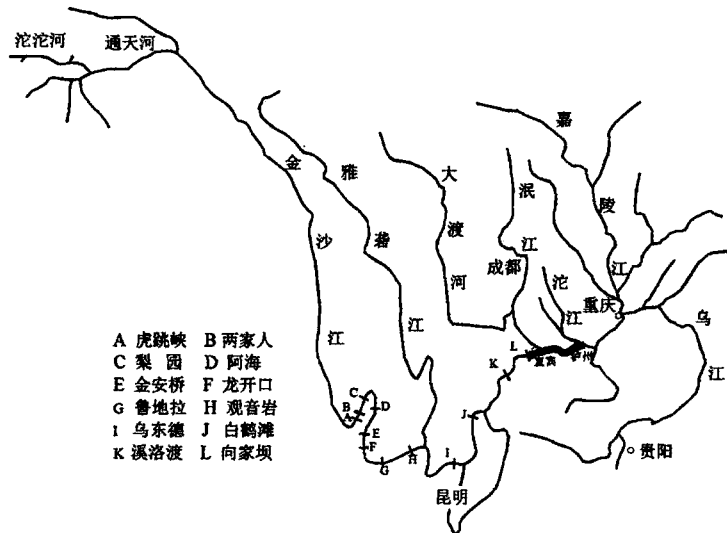 沱沱河
通天河
金沙江
雅砻江
大渡河
岷江
成都
沱江
嘉陵江
重庆
乌江
宜宾
泸州
贵阳
昆明
A 虎跳峡 B 两家人
C 梨园 D 阿海
E 金安桥 F 龙开口
G 鲁地拉 H 观音岩
I 乌东德 J 白鹤滩
K 溪洛渡 L 向家坝
A
B
C
D
E
F
G
H
I
J
K
L